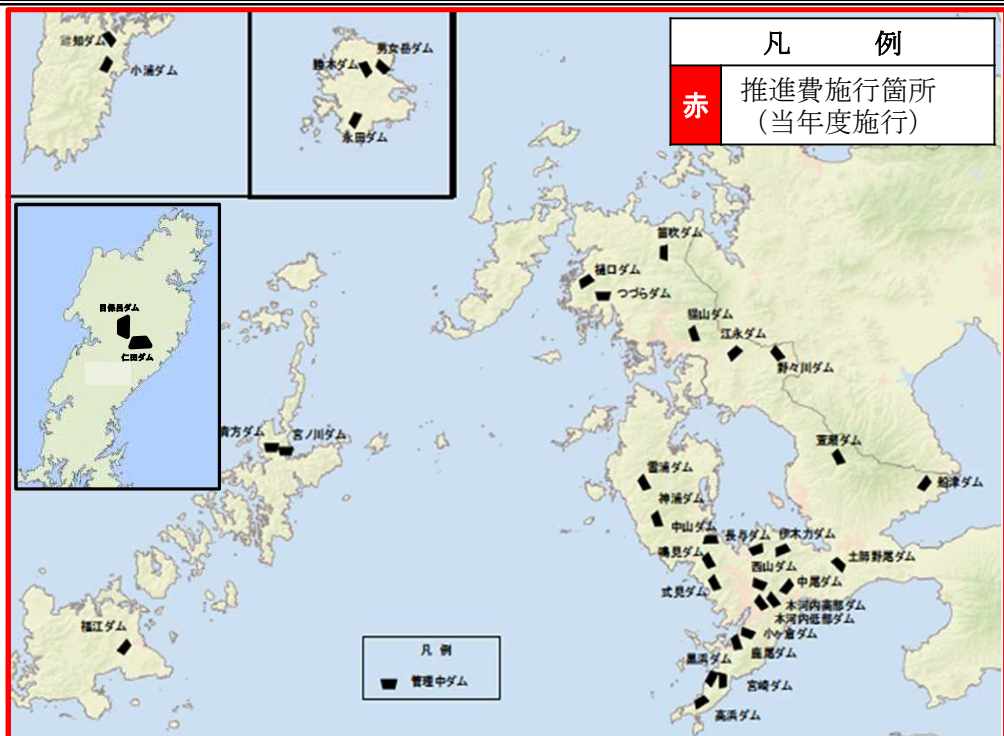 凡　　例
赤
推進費施行箇所
（当年度施行）
小浦ダム
男女岳ダム
勝本ダム
永田ダム
目保呂ダム
仁田ダム
笛吹ダム
樋口ダム
つづらダム
猫山ダム
江永ダム
野々川ダム
宮ノ川ダム
萱瀬ダム
船津ダム
雪浦ダム
神浦ダム
中山ダム
長与ダム
伊木力ダム
鳴見ダム
西山ダム
土師野尾ダム
式見ダム
中尾ダム
木河内高部ダム
木河内低部ダム
小ヶ倉ダム
鹿尾ダム
黒浜ダム
宮崎ダム
高浜ダム
福江ダム
凡 例
管理中ダム